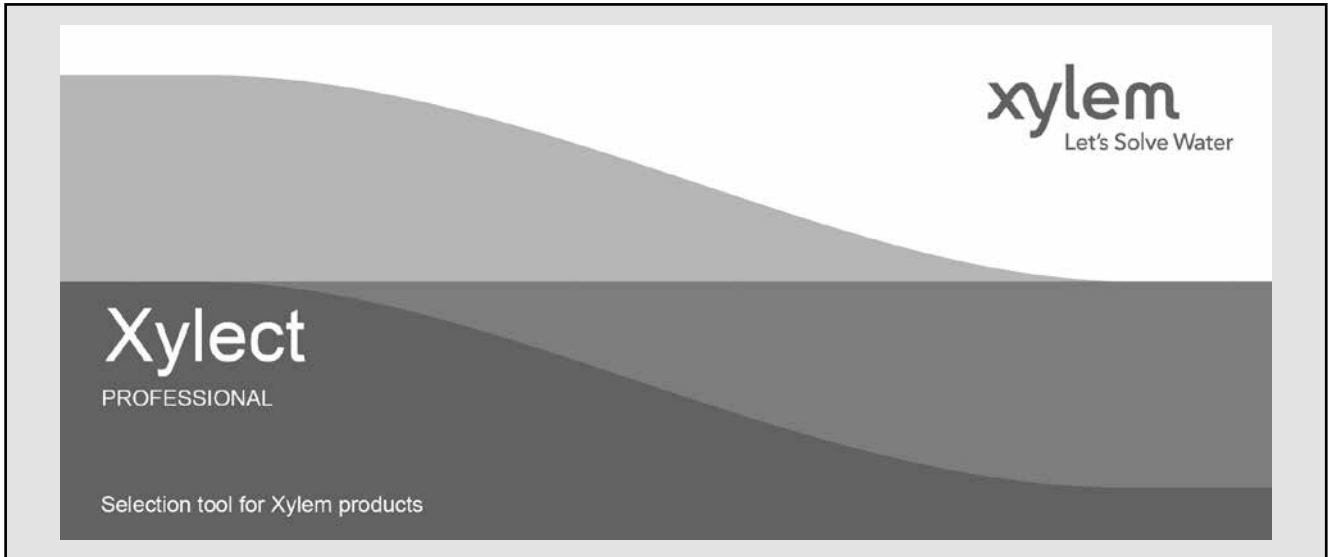 xylem
Let's Solve Water
Xylect
PROFESSIONAL
Selection tool for Xylem products